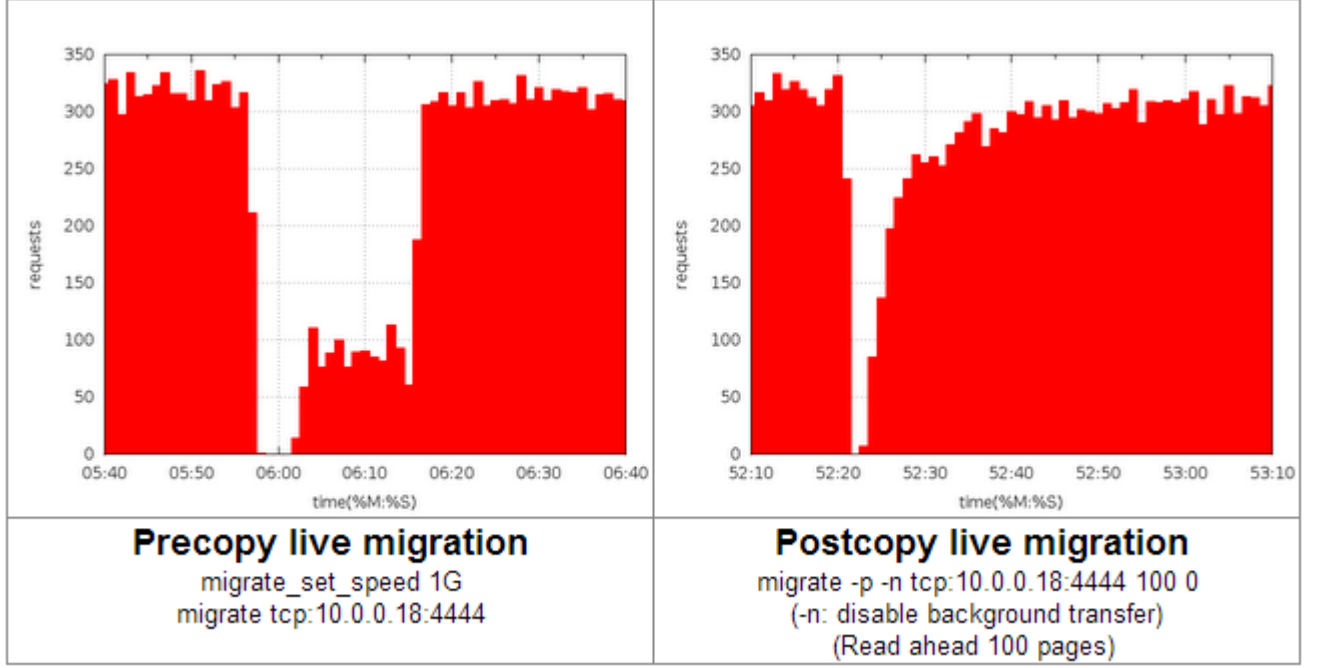 350
300
250
200
150
100
50
0
requests
05:40 05:50 06:00 06:10 06:20 06:30 06:40
time(%M:%S)
350
300
250
200
150
100
50
0
requests
52:10 52:20 52:30 52:40 52:50 53:00 53:10
time(%M:%S)
Precopy live migration
migrate_set_speed 1G
migrate tcp:10.0.0.18:4444
Postcopy live migration
migrate -p -n tcp:10.0.0.18:4444 100 0
(-n: disable background transfer)
(Read ahead 100 pages)